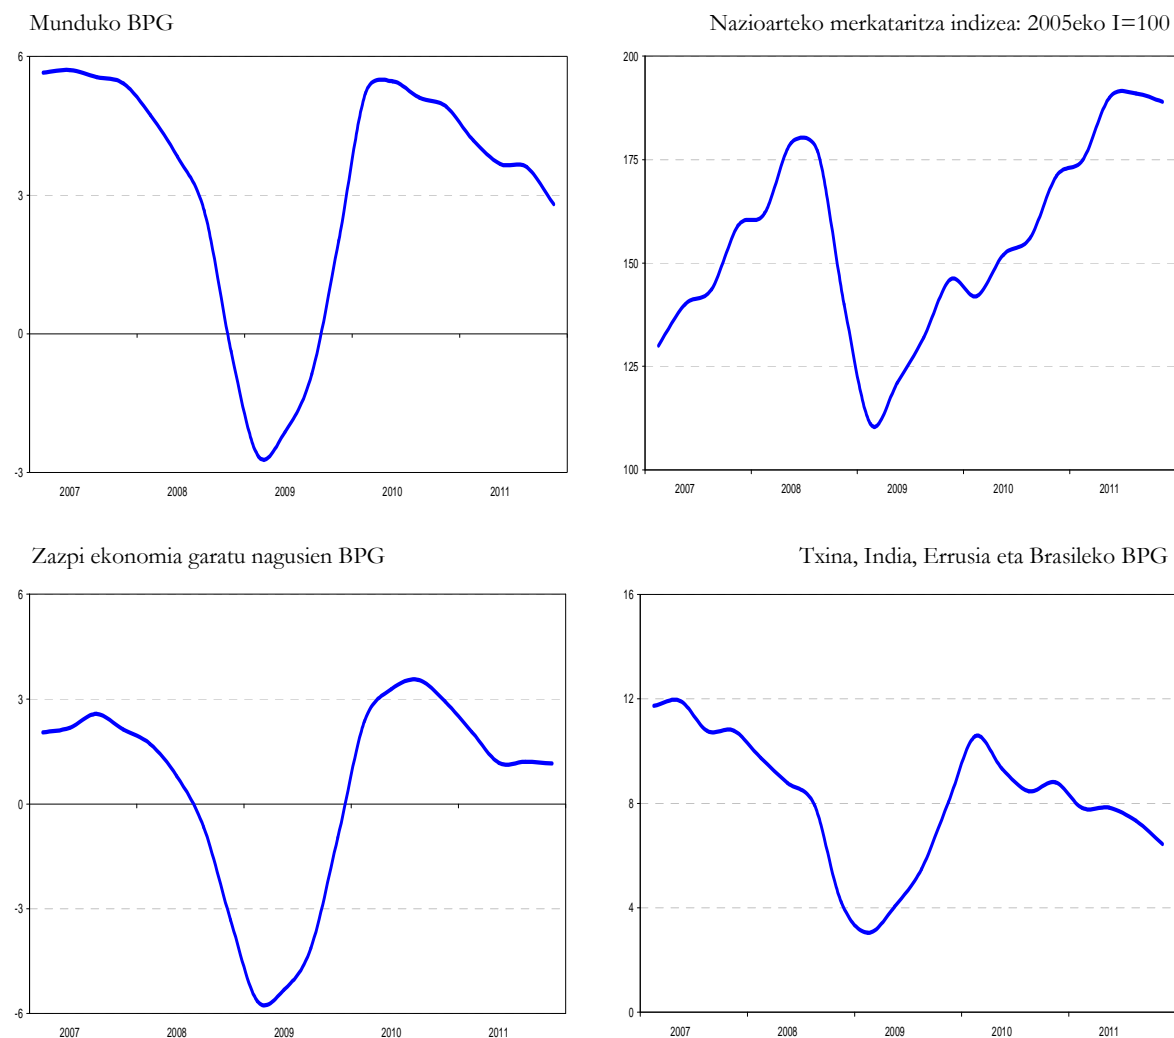 Munduko BPG
6
3
0
-3
2007 2008 2009 2010 2011
Nazioarteko merkataritza indizea: 2005eko I=100
200
175
150
125
100
2007 2008 2009 2010 2011
Zazpi ekonomia garatu nagusien BPG
6
3
0
-3
-6
2007 2008 2009 2010 2011
Txina, India, Errusia eta Brasileko BPG
16
12
8
4
0
2007 2008 2009 2010 2011